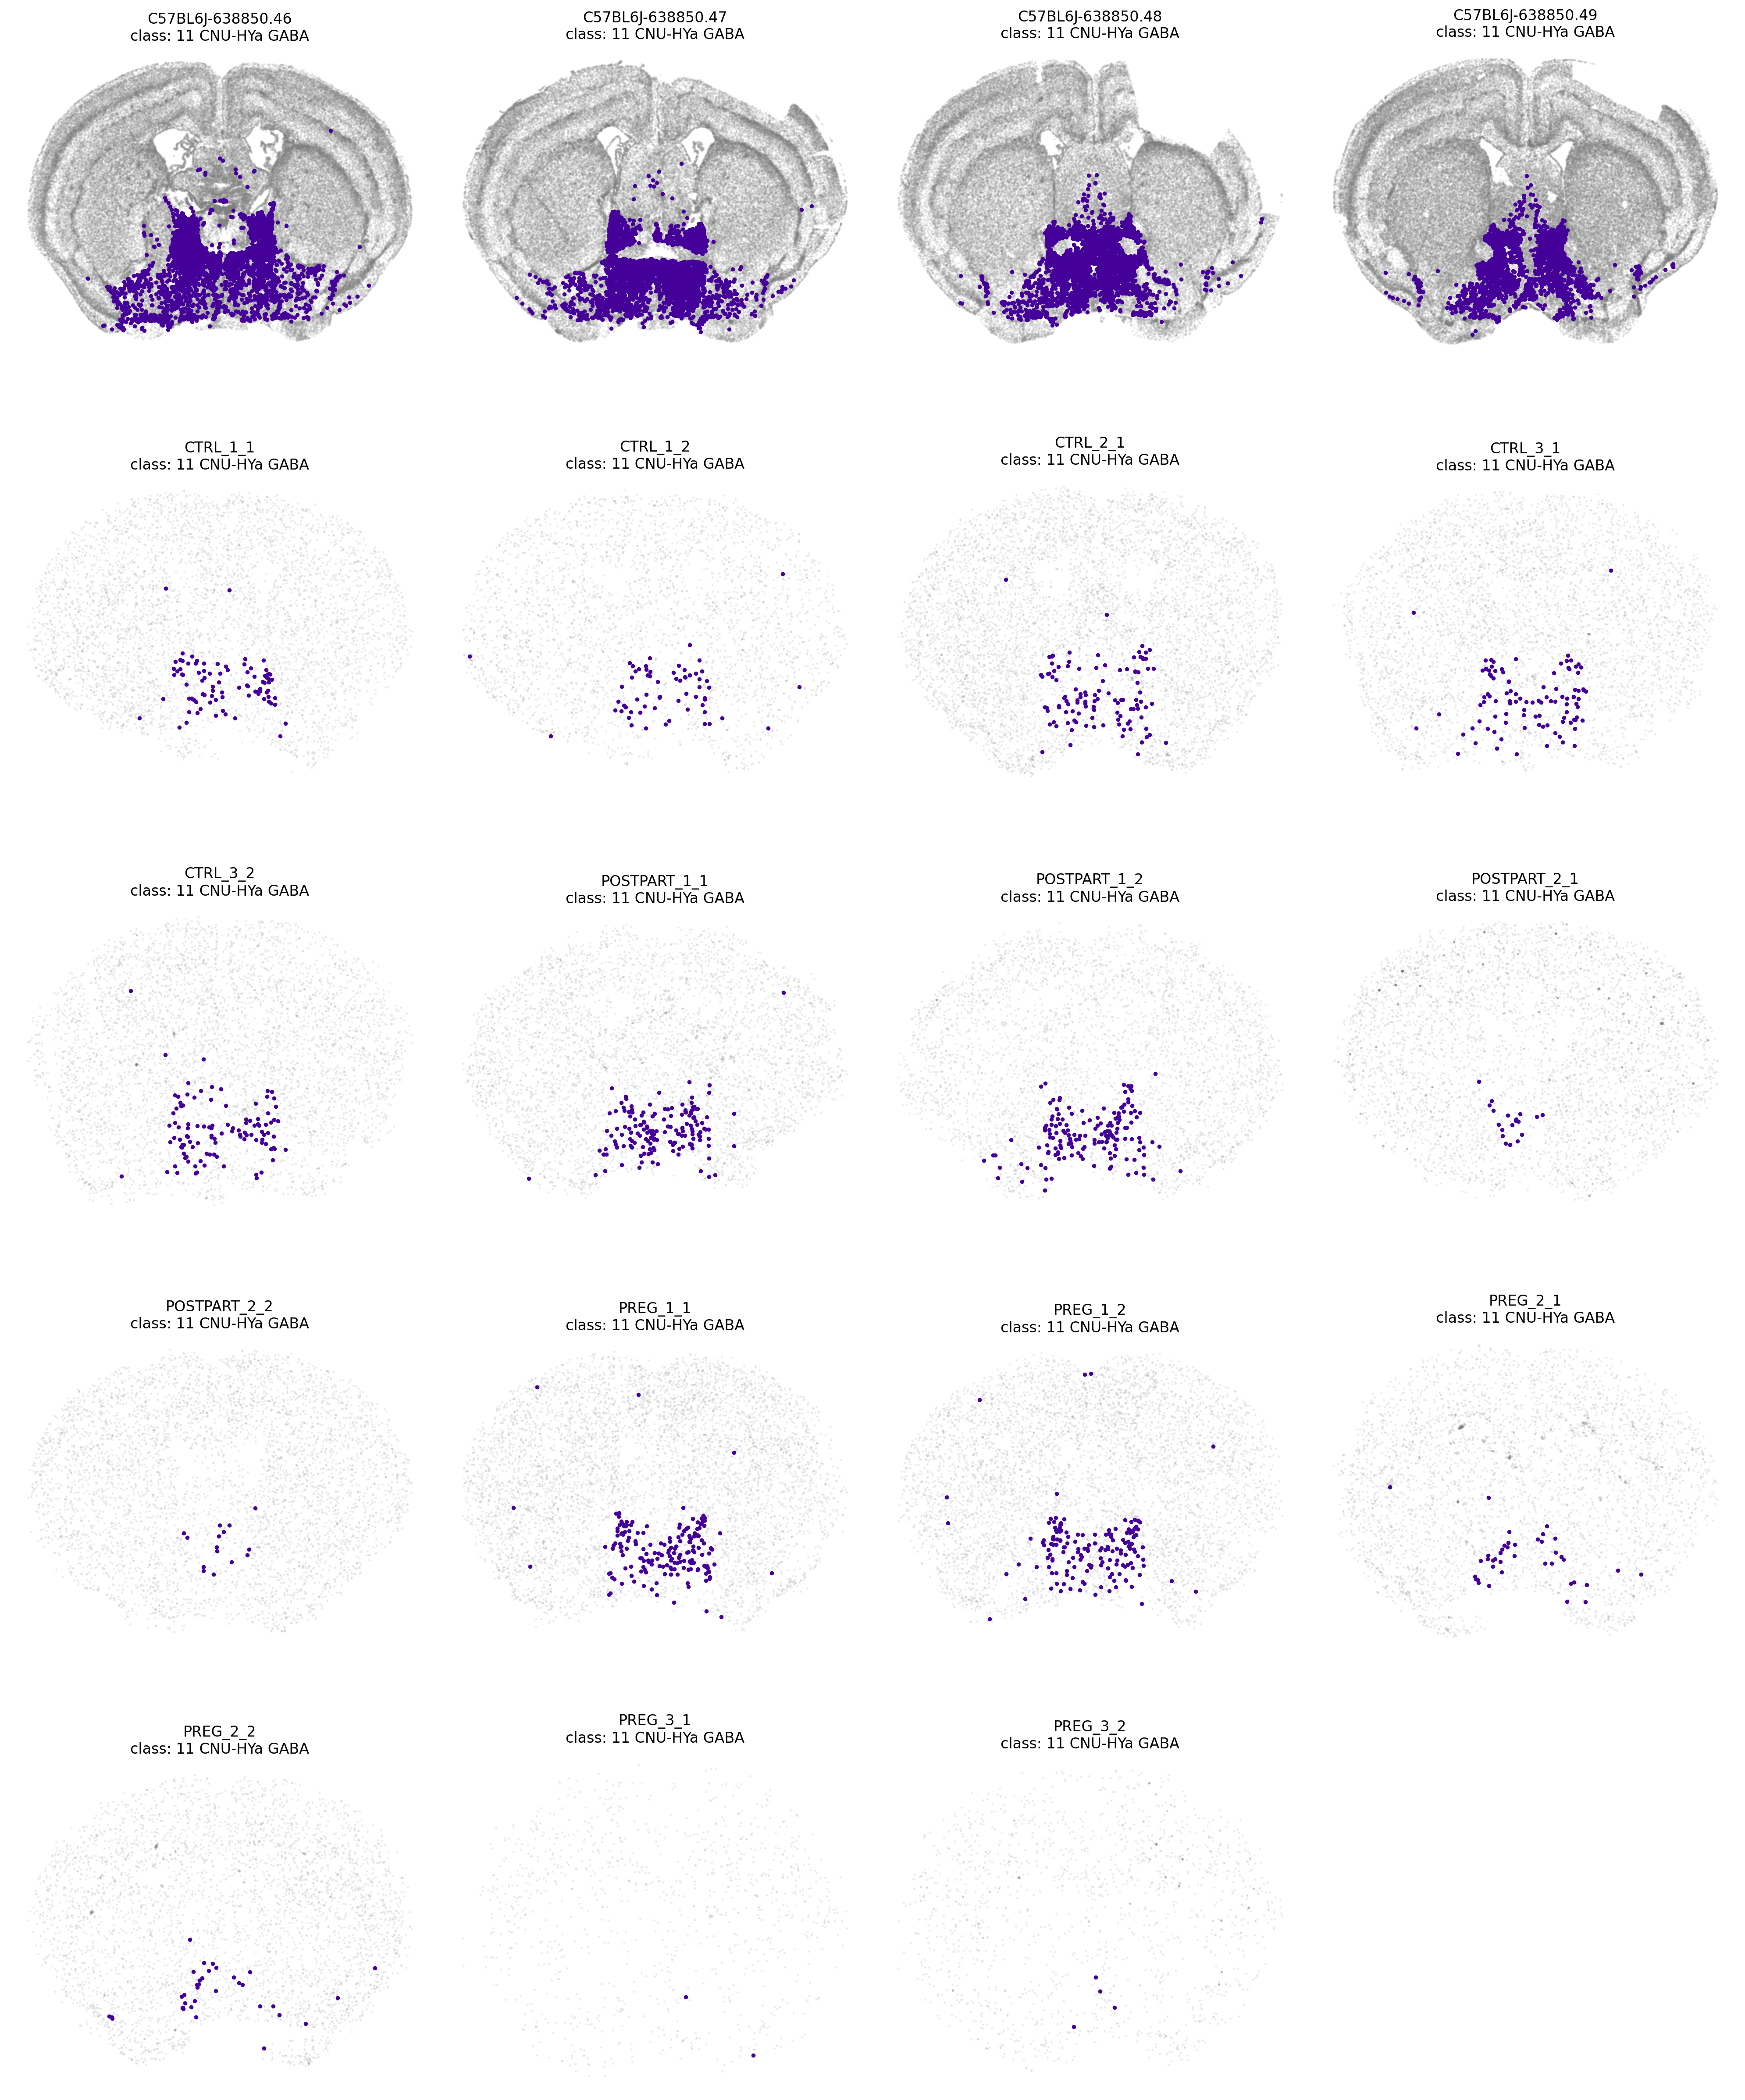 C57BL6J-638850.46
class: 11 CNU-HYa GABA
C57BL6J-638850.47
class: 11 CNU-HYa GABA
C57BL6J-638850.48
class: 11 CNU-HYa GABA
C57BL6J-638850.49
class: 11 CNU-HYa GABA
CTRL_1_1
class: 11 CNU-HYa GABA
CTRL_1_2
class: 11 CNU-HYa GABA
CTRL_2_1
class: 11 CNU-HYa GABA
CTRL_3_1
class: 11 CNU-HYa GABA
CTRL_3_2
class: 11 CNU-HYa GABA
POSTPART_1_1
class: 11 CNU-HYa GABA
POSTPART_1_2
class: 11 CNU-HYa GABA
POSTPART_2_1
class: 11 CNU-HYa GABA
POSTPART_2_2
class: 11 CNU-HYa GABA
PREG_1_1
class: 11 CNU-HYa GABA
PREG_1_2
class: 11 CNU-HYa GABA
PREG_2_1
class: 11 CNU-HYa GABA
PREG_2_2
class: 11 CNU-HYa GABA
PREG_3_1
class: 11 CNU-HYa GABA
PREG_3_2
class: 11 CNU-HYa GABA